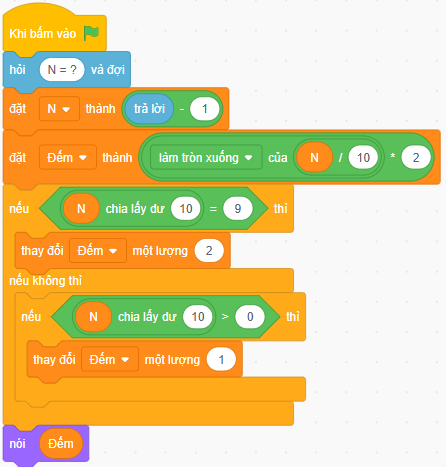 Khi bấm vào
hỏi N = ? và đợi
đặt N thành trả lời - 1
đặt Đếm thành làm tròn xuống của N / 10 * 2
nếu N chia lấy dư 10 = 9 thì
thay đổi Đếm một lượng 2
nếu không thì
nếu N chia lấy dư 10 > 0 thì
thay đổi Đếm một lượng 1
nói Đếm